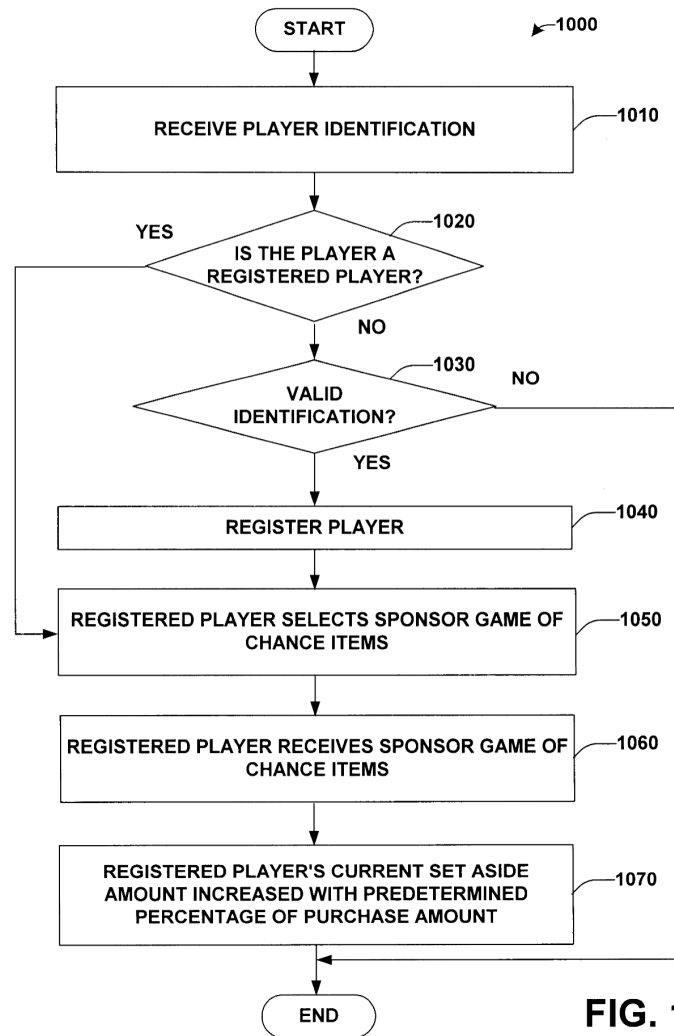 START
1000
RECEIVE PLAYER IDENTIFICATION
1010
1020
YES
IS THE PLAYER A
REGISTERED PLAYER?
NO
1030
NO
VALID
IDENTIFICATION?
YES
REGISTER PLAYER
1040
REGISTERED PLAYER SELECTS SPONSOR GAME OF
CHANCE ITEMS
1050
REGISTERED PLAYER RECEIVES SPONSOR GAME OF
CHANCE ITEMS
1060
REGISTERED PLAYER'S CURRENT SET ASIDE
AMOUNT INCREASED WITH PREDETERMINED
PERCENTAGE OF PURCHASE AMOUNT
1070
END
FIG.